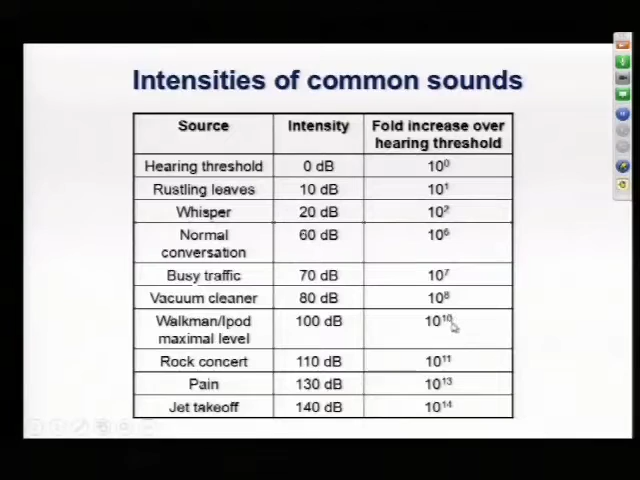 Intensities of common sounds
Source Intensity Fold increase over
hearing threshold
Hearing threshold 0 dB 10⁰
Rustling leaves 10 dB 10¹
Whisper 20 dB 10²
Normal
conversation 60 dB 10⁶
Busy traffic 70 dB 10⁷
Vacuum cleaner 80 dB 10⁸
Walkman/Ipod
maximal level 100 dB 10¹⁰
Rock concert 110 dB 10¹¹
Pain 130 dB 10¹³
Jet takeoff 140 dB 10¹⁴